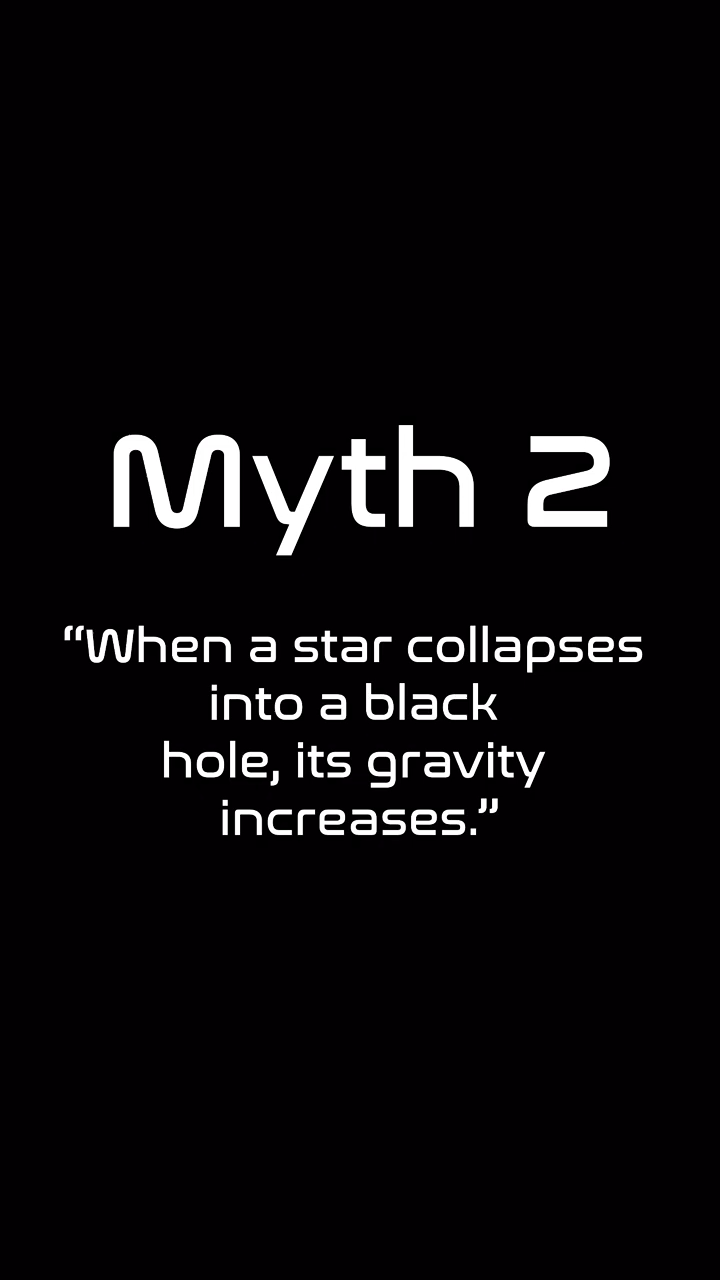 Myth 2
“When a star collapses
into a black
hole, its gravity
increases.”